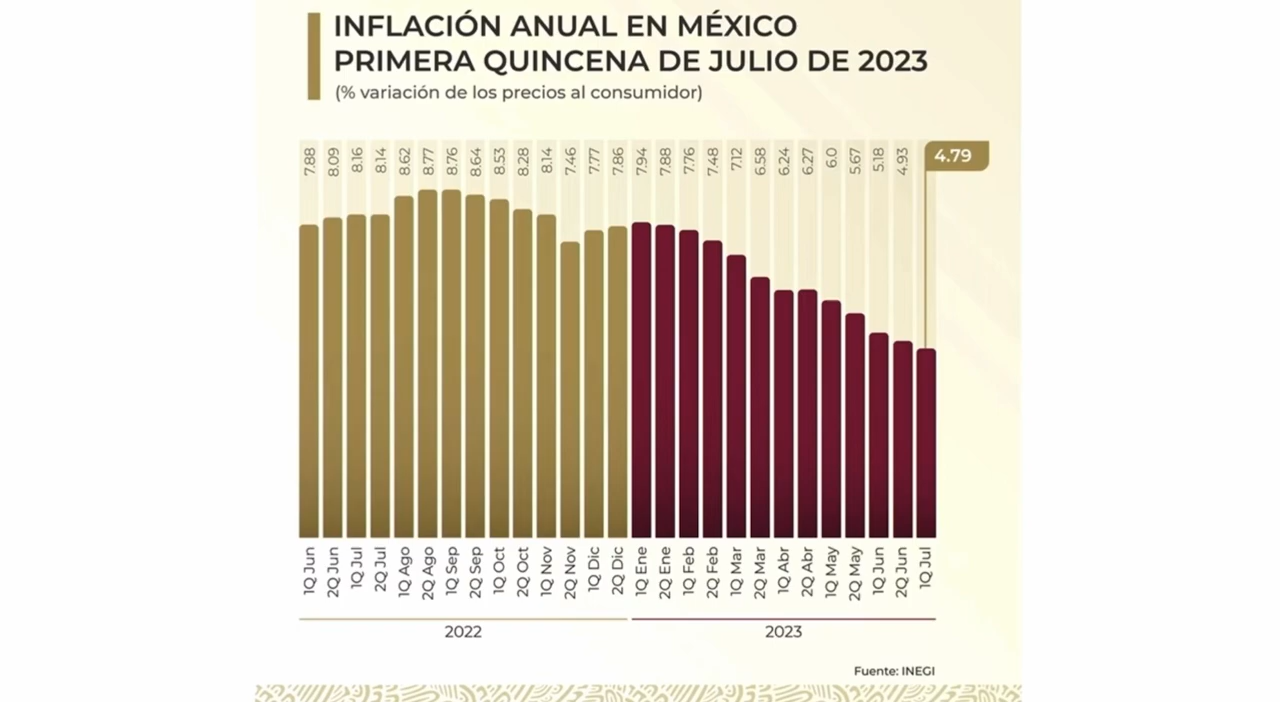 INFLACIÓN ANUAL EN MÉXICO
PRIMERA QUINCENA DE JULIO DE 2023
(% variación de los precios al consumidor)
7.88
8.09
8.16
8.14
8.62
8.77
8.76
8.64
8.53
8.28
8.14
7.46
7.77
7.86
7.94
7.88
7.76
7.48
7.12
6.58
6.24
6.27
6.0
5.67
5.18
4.93
4.79
1Q Jun
2Q Jun
1Q Jul
2Q Jul
1Q Ago
2Q Ago
1Q Sep
2Q Sep
1Q Oct
2Q Oct
1Q Nov
2Q Nov
1Q Dic
2Q Dic
1Q Ene
2Q Ene
1Q Feb
2Q Feb
1Q Mar
2Q Mar
1Q Abr
2Q Abr
1Q May
2Q May
1Q Jun
2Q Jun
1Q Jul
2022
2023
Fuente: INEGI